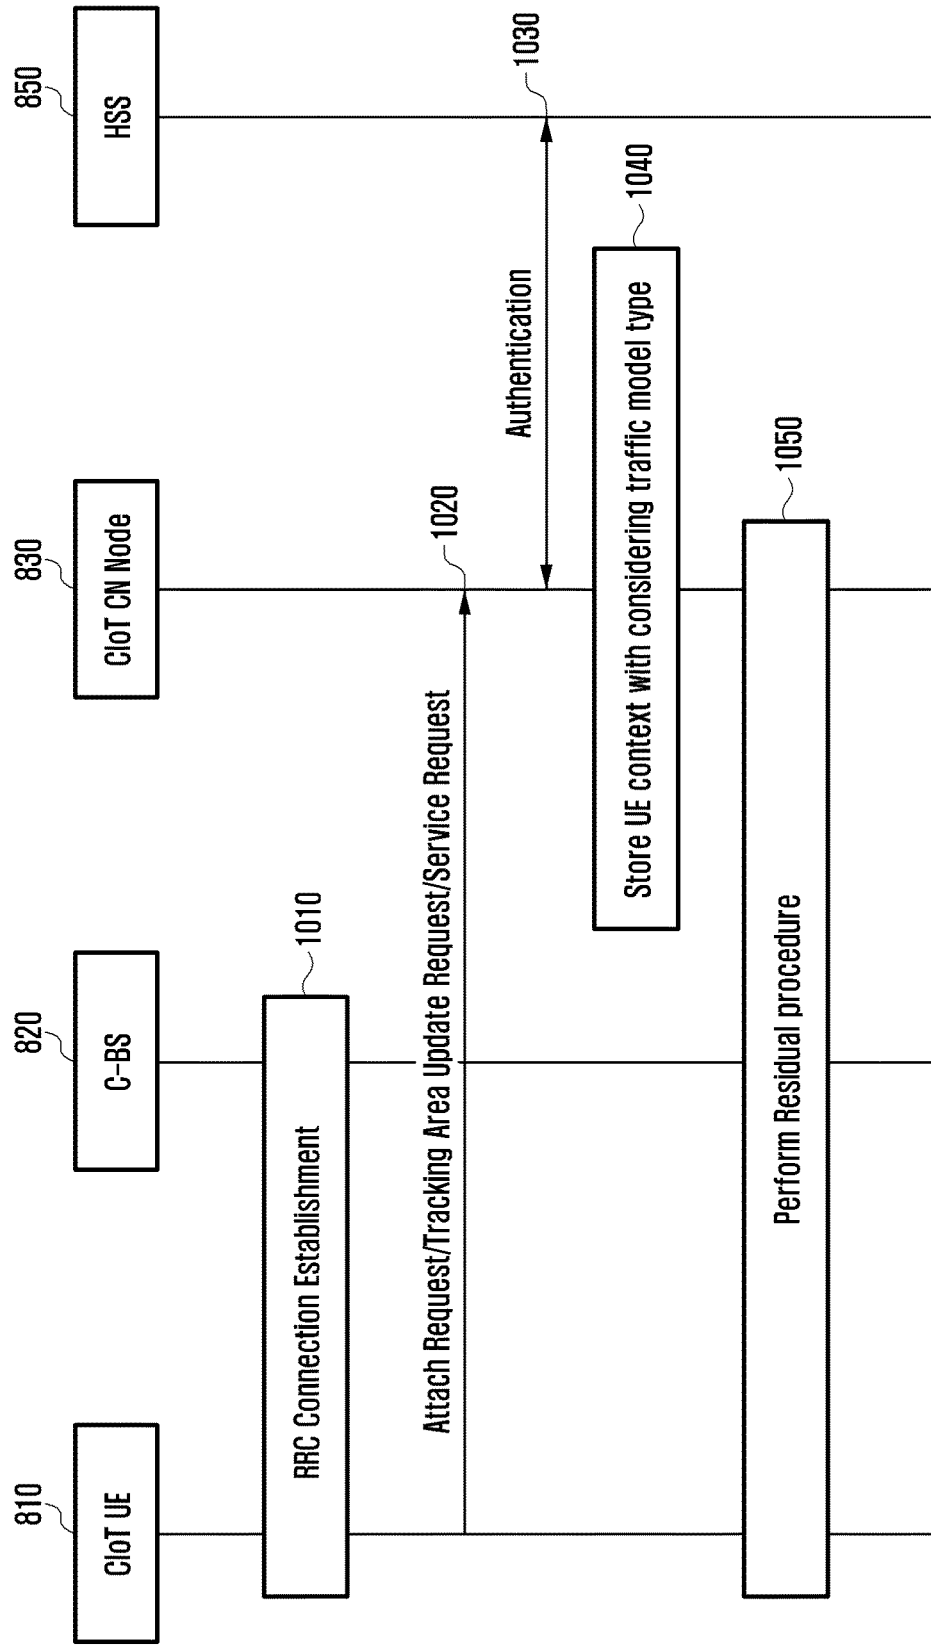 810
820
830
850
CIoT UE
C-BS
CIoT CN Node
HSS
RRC Connection Establishment
1010
Attach Request/Tracking Area Update Request/Service Request
1020
Authentication
1030
Store UE context with considering traffic model type
1040
Perform Residual procedure
1050